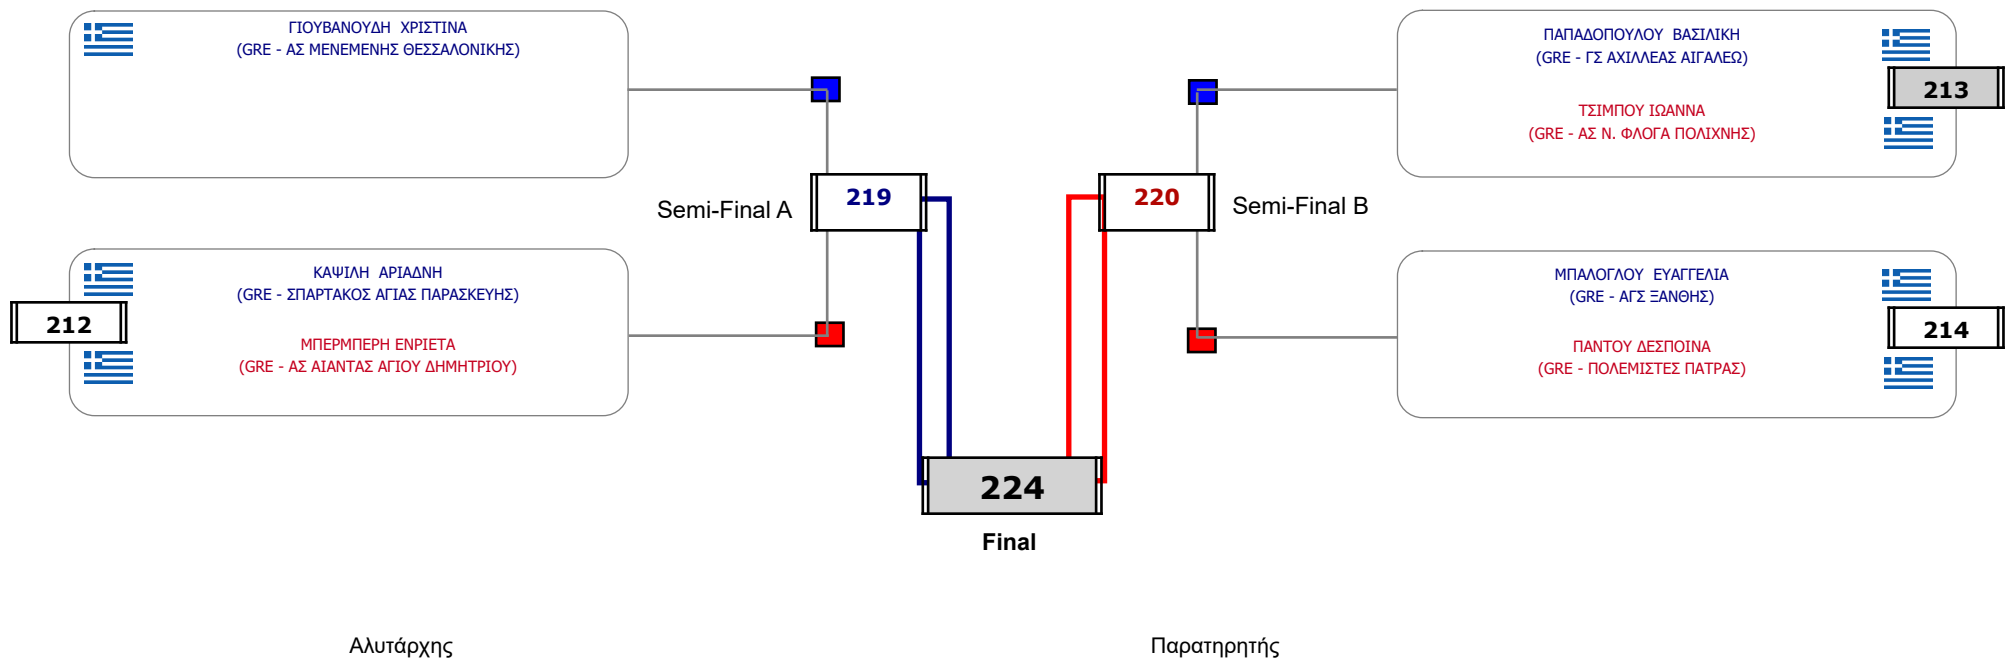 ΓΙΟΥΒΑΝΟΥΔΗ ΧΡΙΣΤΙΝΑ
(GRE - ΑΣ ΜΕΝΕΜΕΝΗΣ ΘΕΣΣΑΛΟΝΙΚΗΣ)
ΠΑΠΑΔΟΠΟΥΛΟΥ ΒΑΣΙΛΙΚΗ
(GRE - ΓΣ ΑΧΙΛΛΕΑΣ ΑΙΓΑΛΕΩ)
213
ΤΣΙΜΠΟΥ ΙΩΑΝΝΑ
(GRE - ΑΣ Ν. ΦΛΟΓΑ ΠΟΛΙΧΝΗΣ)
Semi-Final A
219
220
Semi-Final B
ΚΑΨΙΛΗ ΑΡΙΑΔΝΗ
(GRE - ΣΠΑΡΤΑΚΟΣ ΑΓΙΑΣ ΠΑΡΑΣΚΕΥΗΣ)
212
ΜΠΕΡΜΠΕΡΗ ΕΝΡΙΕΤΑ
(GRE - ΑΣ ΑΙΑΝΤΑΣ ΑΓΙΟΥ ΔΗΜΗΤΡΙΟΥ)
ΜΠΑΛΟΓΛΟΥ ΕΥΑΓΓΕΛΙΑ
(GRE - ΑΓΣ ΞΑΝΘΗΣ)
214
ΠΑΝΤΟΥ ΔΕΣΠΟΙΝΑ
(GRE - ΠΟΛΕΜΙΣΤΕΣ ΠΑΤΡΑΣ)
224
Final
Αλυτάρχης
Παρατηρητής